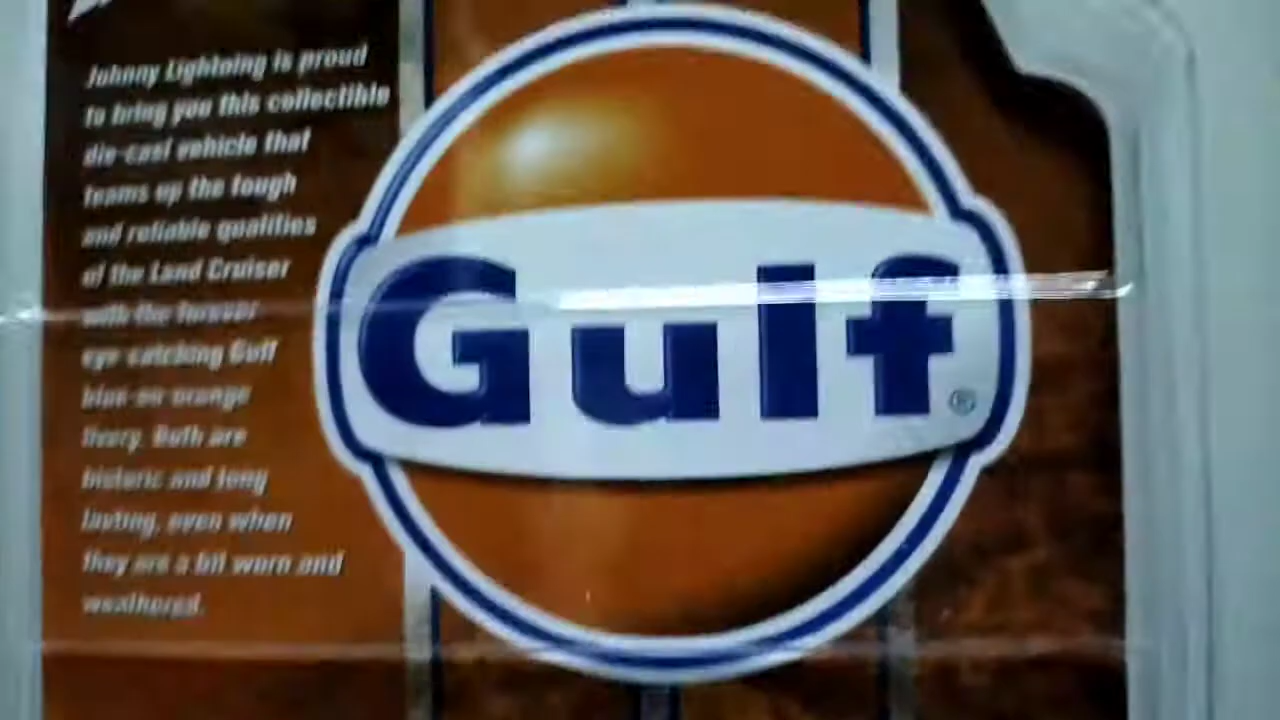 Johnny Lightning is proud
to bring you this collectible
die-cast vehicle that
teams up the tough
and reliable qualities
of the Land Cruiser
with the forever
eye-catching Gulf
blue-on-orange
livery. Both are
historic and long
lasting, even when
they are a bit worn and
weathered.
Gulf
®